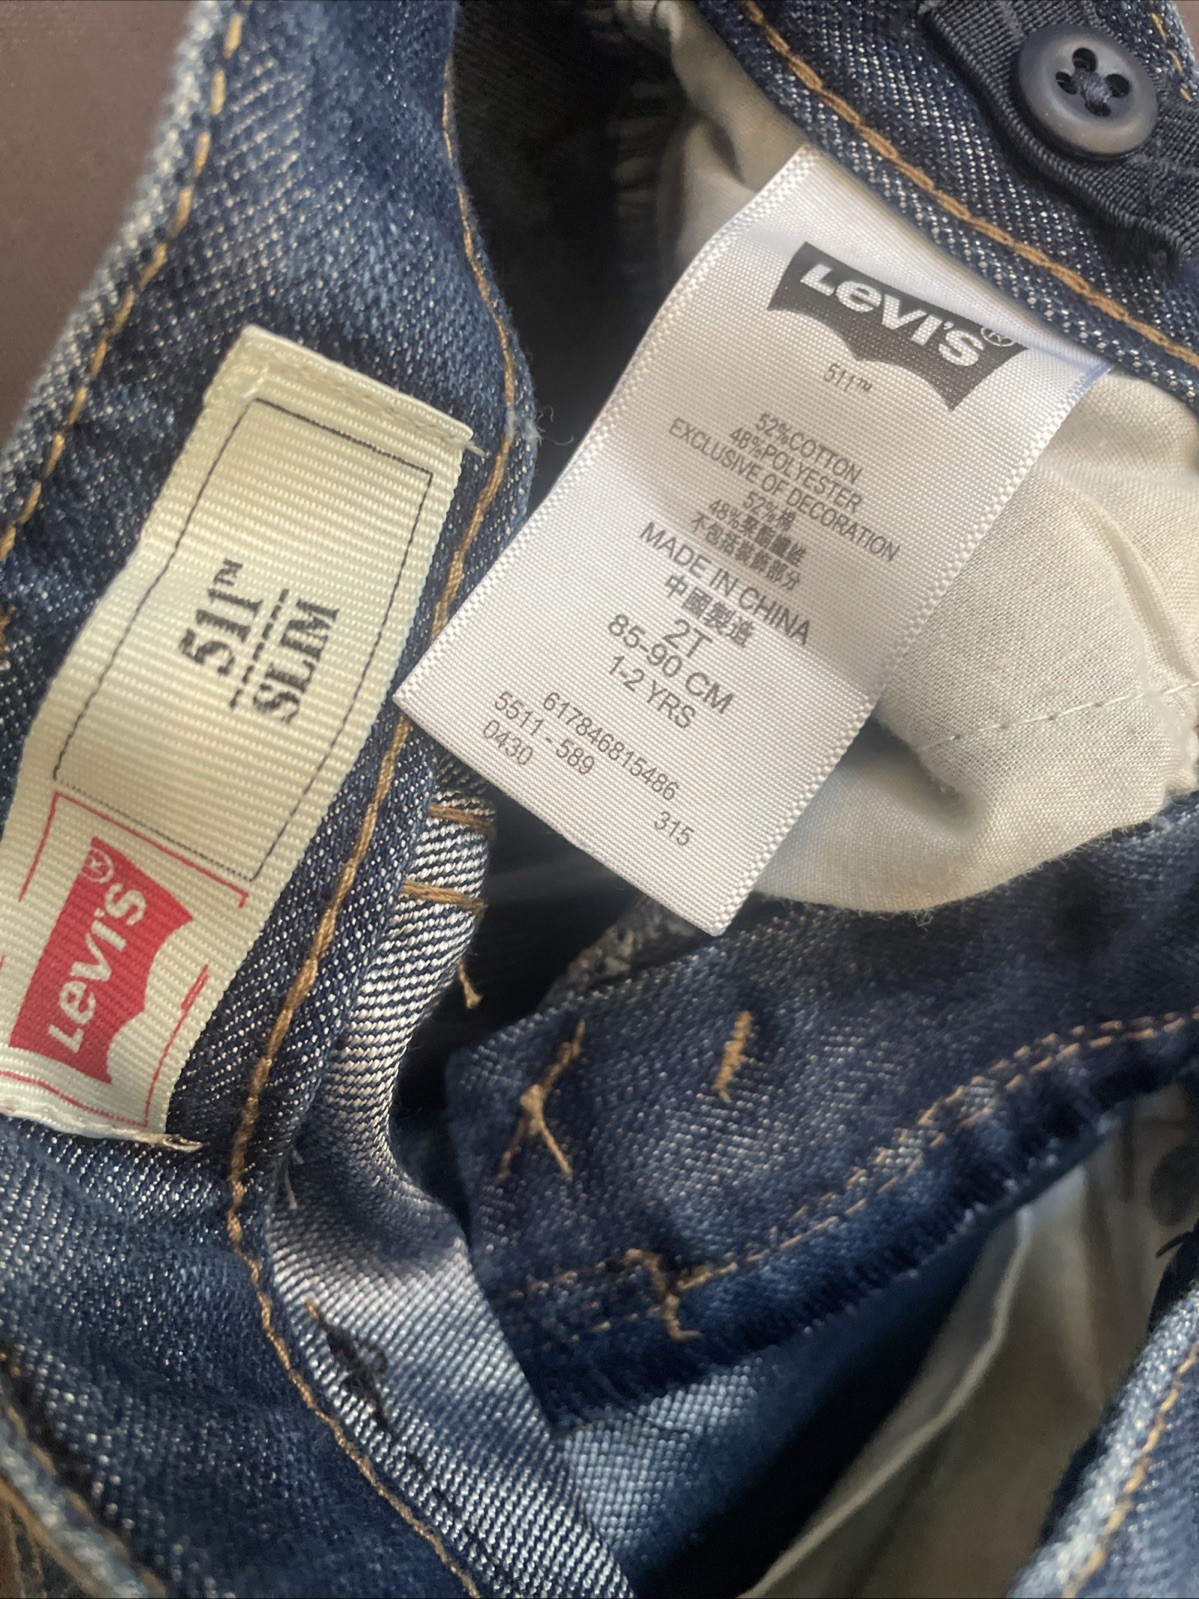 511™
SLIM
Levi's®
Levi's®
511™
52%COTTON
48%POLYESTER
EXCLUSIVE OF DECORATION
52%棉
48%聚酯纖維
不包括裝飾部分
MADE IN CHINA
中國製造
2T
85-90 CM
1-2 YRS
617846815486
5511 - 589 315
0430